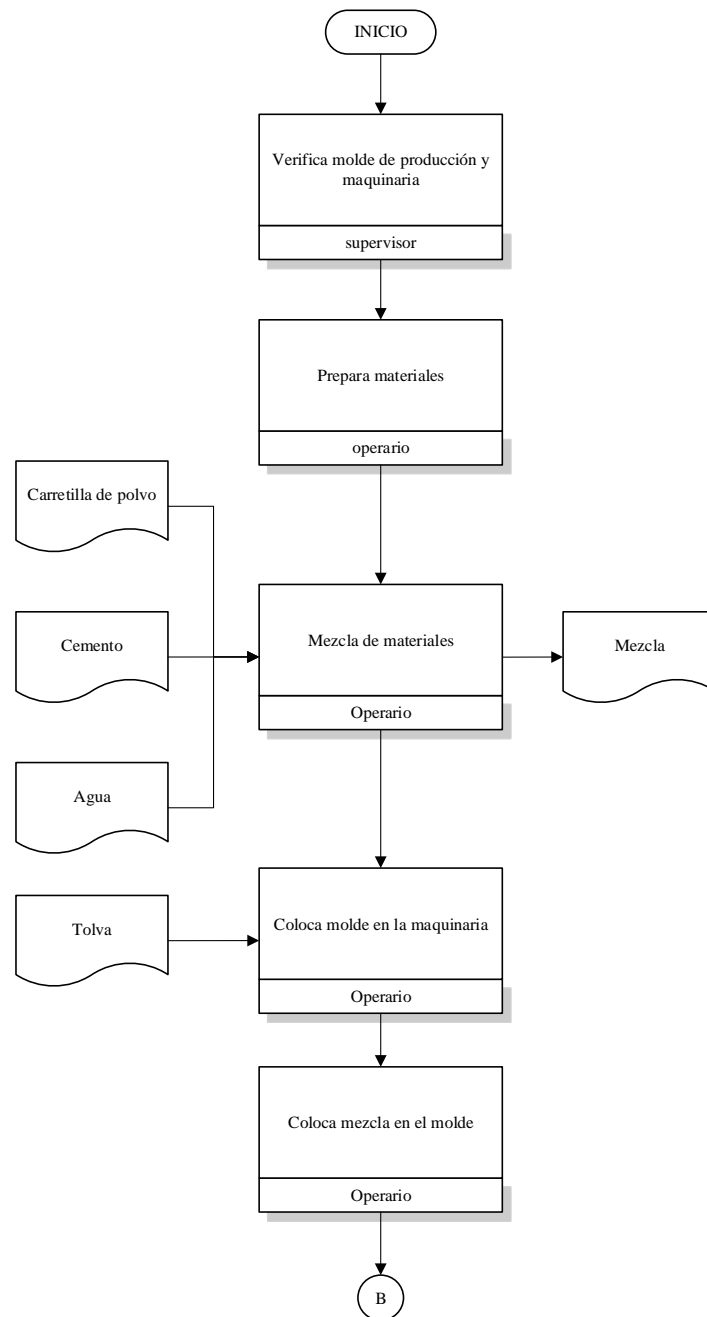 INICIO
Verifica molde de producción y
maquinaria
supervisor
Prepara materiales
operario
Carretilla de polvo
Cemento
Mezcla de materiales
Mezcla
Operario
Agua
Tolva
Coloca molde en la maquinaria
Operario
Coloca mezcla en el molde
Operario
B